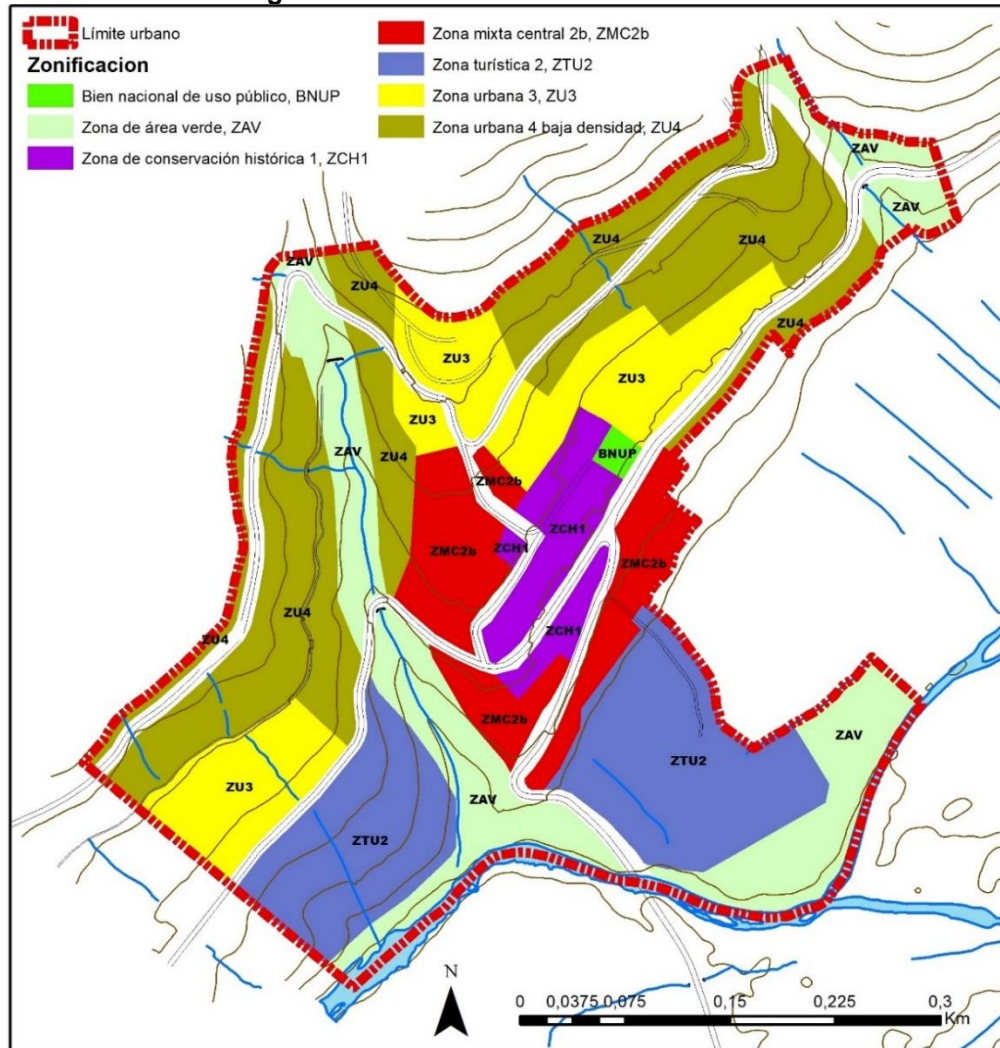 Límite urbano
Zonificacion
Bien nacional de uso público, BNUP
Zona de área verde, ZAV
Zona de conservación histórica 1, ZCH1
Zona mixta central 2b, ZMC2b
Zona turística 2, ZTU2
Zona urbana 3, ZU3
Zona urbana 4 baja densidad, ZU4
ZAV
ZAV
ZU4
ZU4
ZAV
ZU4
ZU4
ZU3
ZU3
ZU3
BNUP
ZAV
ZU4
ZMC2b
ZCH1
ZMC2b
ZCH1
ZMC2b
ZU4
ZU4
ZCH1
ZMC2b
ZAV
ZTU2
ZU3
ZAV
ZTU2
N
0 0,0375 0,075 0,15 0,225 0,3
Km